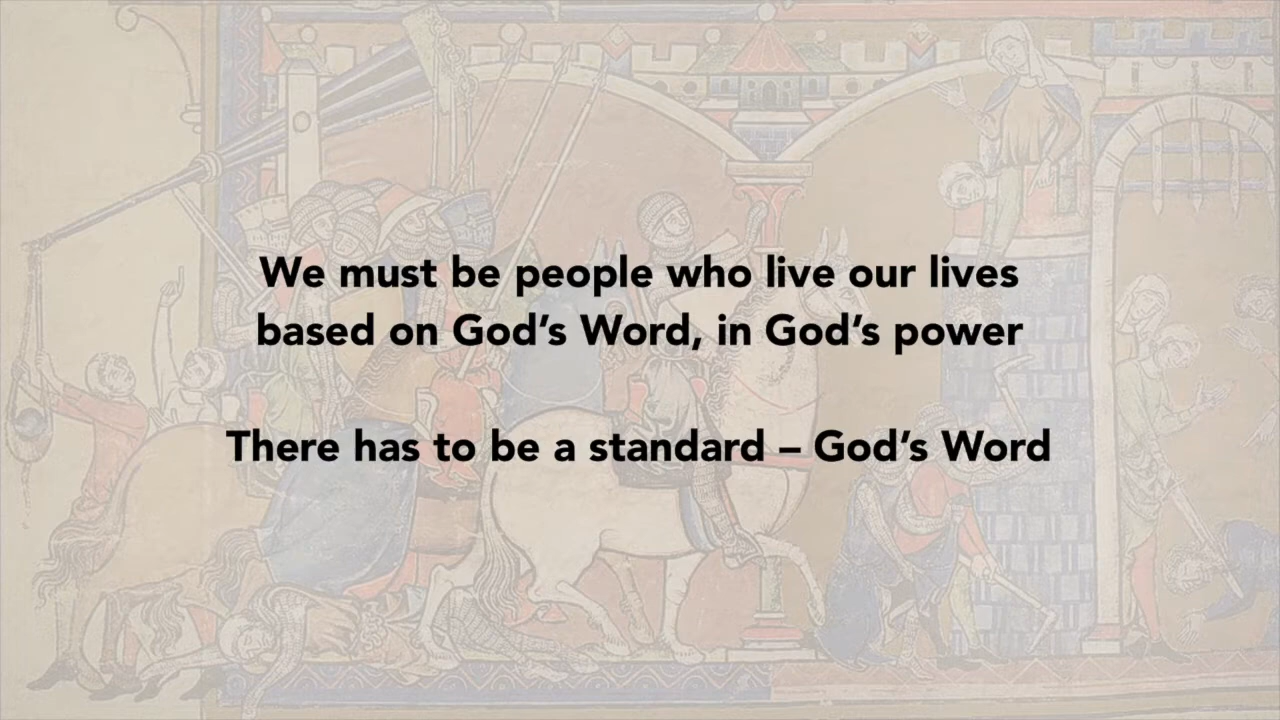 We must be people who live our lives
based on God’s Word, in God’s power
There has to be a standard – God’s Word